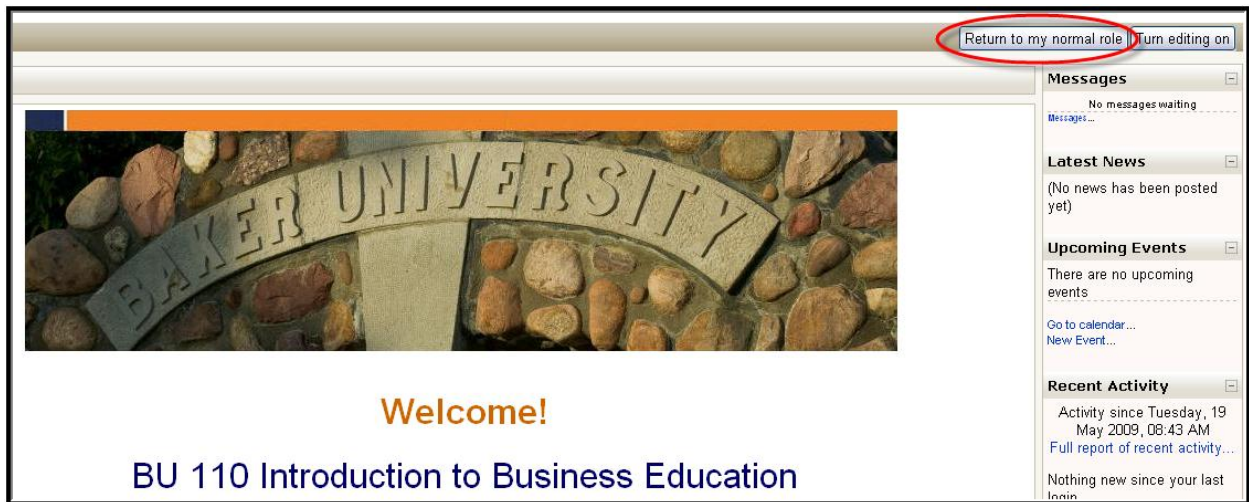 Return to my normal role Turn editing on
BAKER UNIVERSITY
Welcome!
BU 110 Introduction to Business Education
Messages
No messages waiting
Messages...
Latest News
(No news has been posted
yet)
Upcoming Events
There are no upcoming
events
Go to calendar...
New Event...
Recent Activity
Activity since Tuesday, 19
May 2009, 08:43 AM
Full report of recent activity...
Nothing new since your last
login